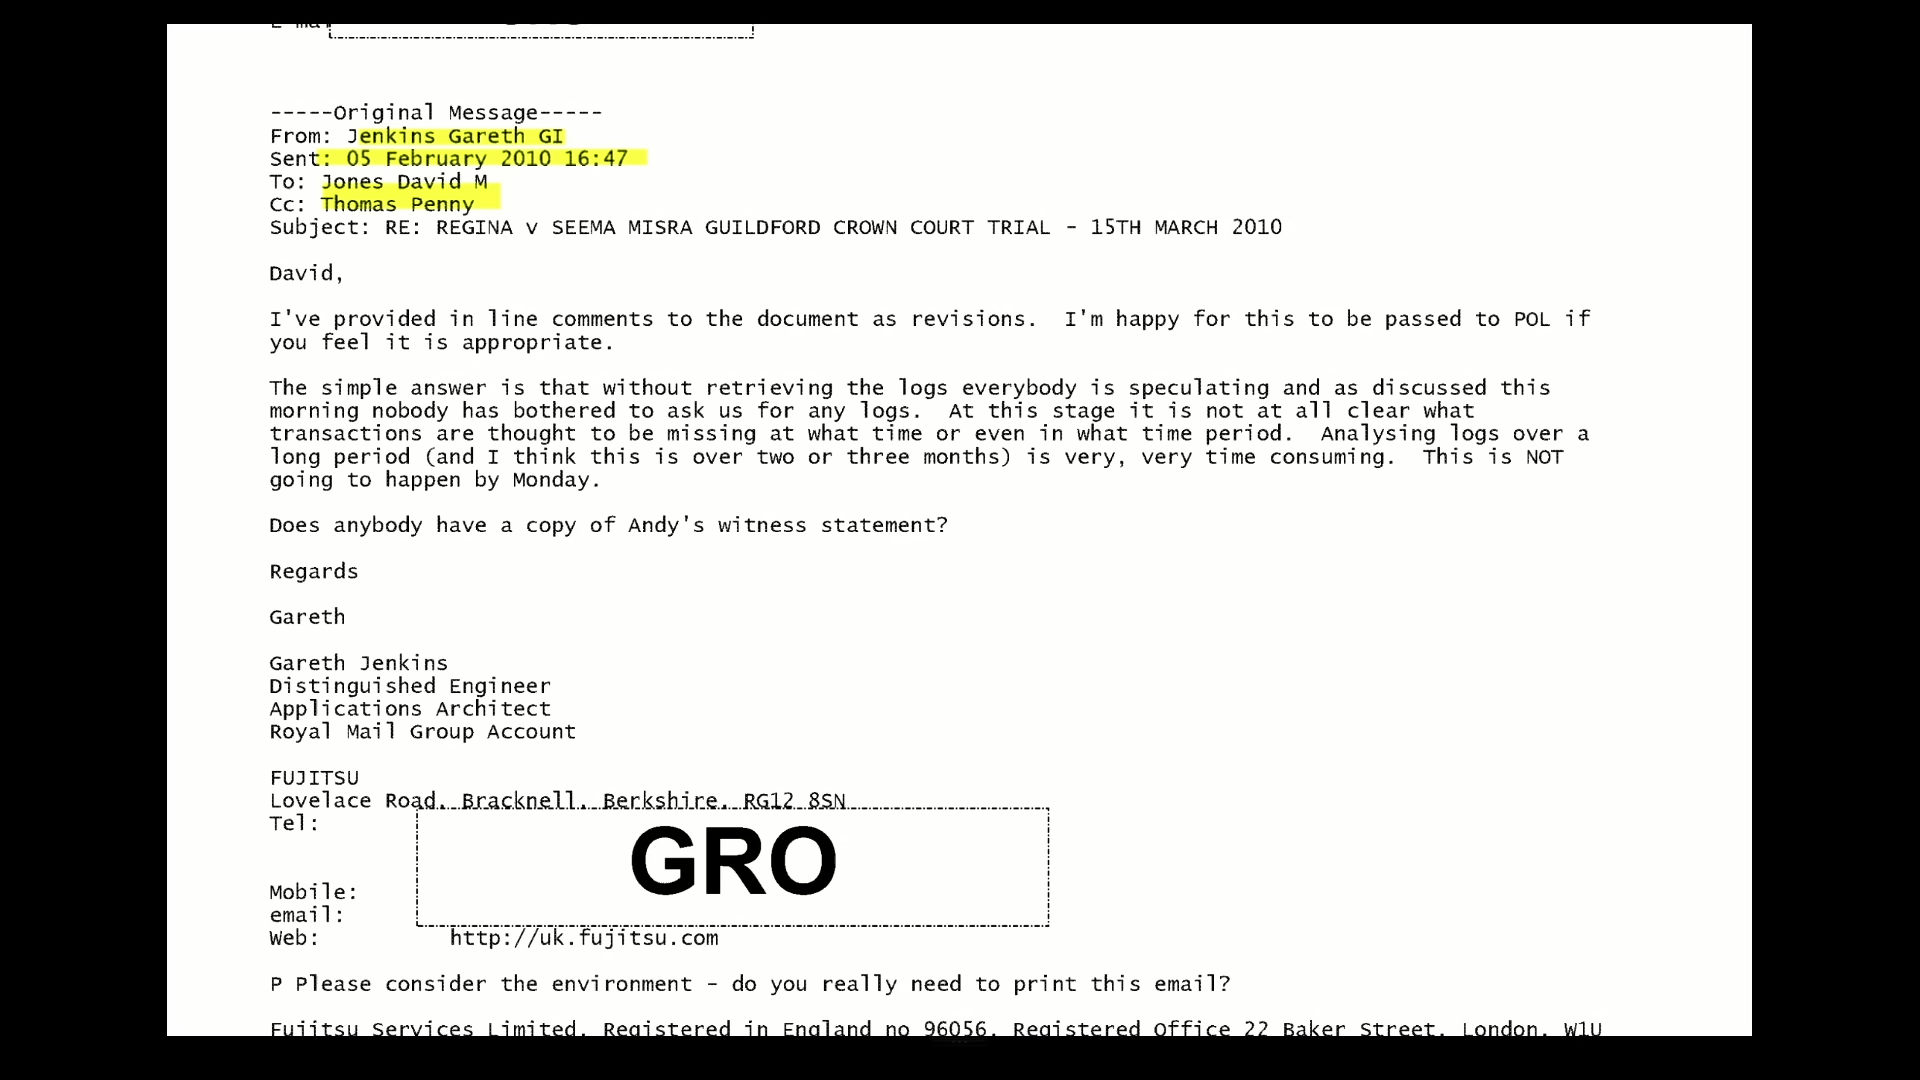 -----Original Message-----
From: Jenkins Gareth GI
Sent: 05 February 2010 16:47
To: Jones David M
Cc: Thomas Penny
Subject: RE: REGINA v SEEMA MISRA GUILDFORD CROWN COURT TRIAL - 15TH MARCH 2010
David,
I've provided in line comments to the document as revisions.  I'm happy for this to be passed to POL if
you feel it is appropriate.
The simple answer is that without retrieving the logs everybody is speculating and as discussed this
morning nobody has bothered to ask us for any logs.  At this stage it is not at all clear what
transactions are thought to be missing at what time or even in what time period.  Analysing logs over a
long period (and I think this is over two or three months) is very, very time consuming.  This is NOT
going to happen by Monday.
Does anybody have a copy of Andy's witness statement?
Regards
Gareth
Gareth Jenkins
Distinguished Engineer
Applications Architect
Royal Mail Group Account
FUJITSU
Lovelace Road, Bracknell, Berkshire, RG12 8SN
Tel:
GRO
Mobile:
email:
Web: http://uk.fujitsu.com
P Please consider the environment - do you really need to print this email?
Fujitsu Services Limited, Registered in England no 96056, Registered Office 22 Baker Street, London, W1U